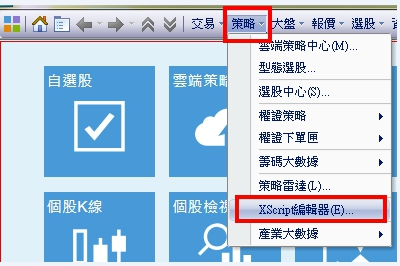 交易 策略 大盤 報價 選股
雲端策略中心(M)...
型態選股...
選股中心(S)...
權證策略
權證下單匣
籌碼大數據
策略雷達(L)...
XScript編輯器(E)...
產業大數據
自選股
雲端策
個股K線
個股檢視